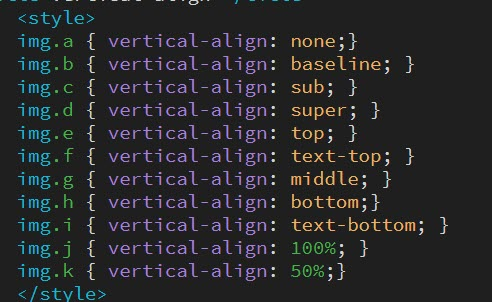 <style>
img.a { vertical-align: none;}
img.b { vertical-align: baseline; }
img.c { vertical-align: sub; }
img.d { vertical-align: super; }
img.e { vertical-align: top; }
img.f { vertical-align: text-top; }
img.g { vertical-align: middle; }
img.h { vertical-align: bottom;}
img.i { vertical-align: text-bottom; }
img.j { vertical-align: 100%; }
img.k { vertical-align: 50%;}
</style>